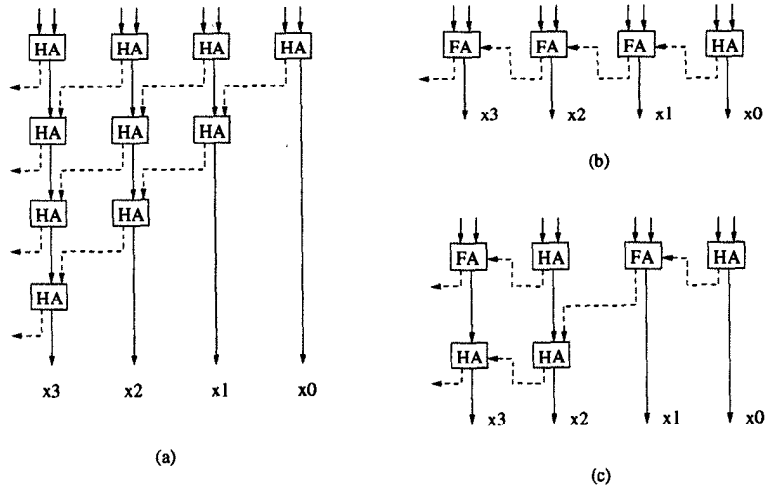 HA HA HA HA
HA HA HA
HA HA
HA
x3 x2 x1 x0
(a)
FA FA FA HA
x3 x2 x1 x0
(b)
FA HA FA HA
HA HA
x3 x2 x1 x0
(c)